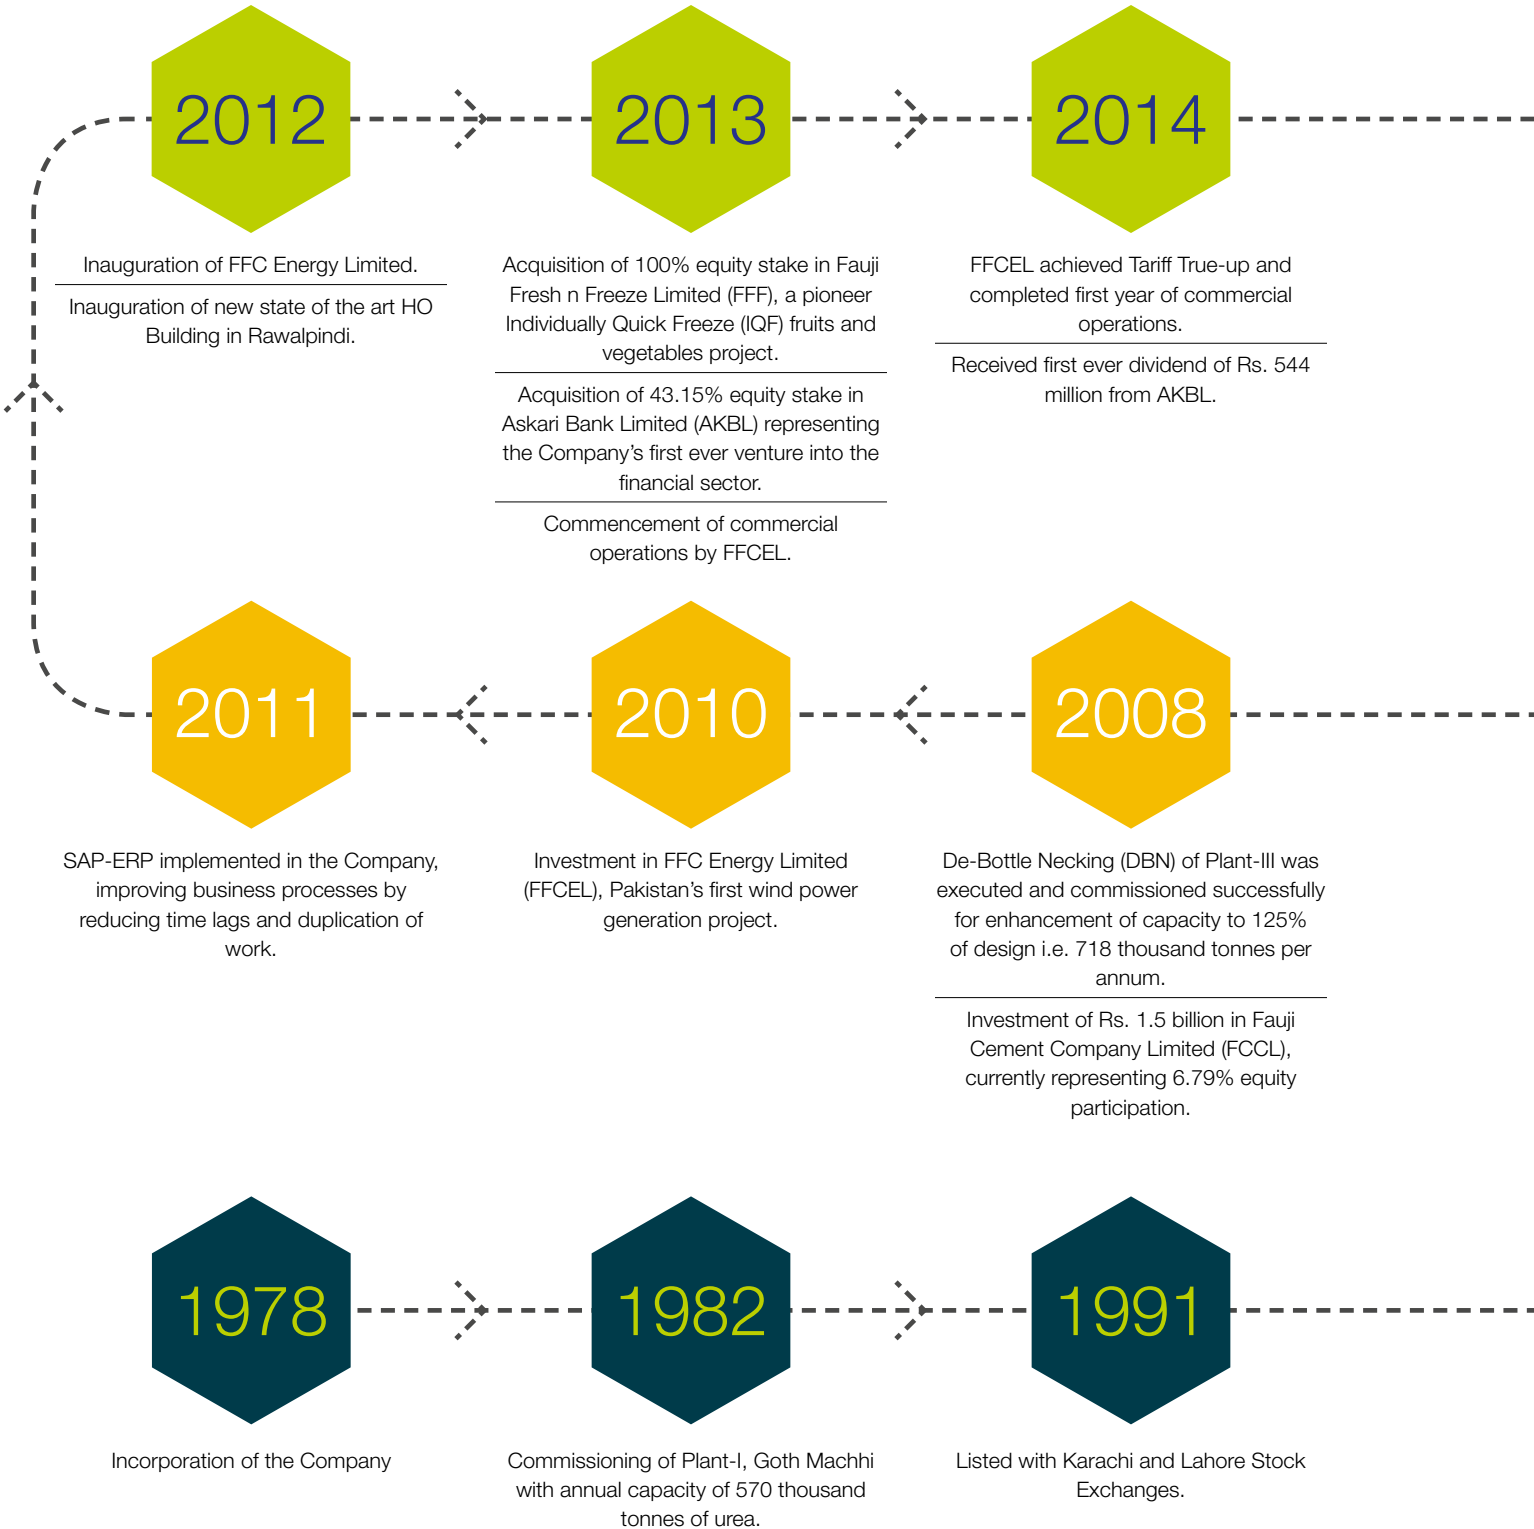 2012
Inauguration of FFC Energy Limited.
Inauguration of new state of the art HO
Building in Rawalpindi.
2013
Acquisition of 100% equity stake in Fauji
Fresh n Freeze Limited (FFF), a pioneer
Individually Quick Freeze (IQF) fruits and
vegetables project.
Acquisition of 43.15% equity stake in
Askari Bank Limited (AKBL) representing
the Company’s first ever venture into the
financial sector.
Commencement of commercial
operations by FFCEL.
2014
FFCEL achieved Tariff True-up and
completed first year of commercial
operations.
Received first ever dividend of Rs. 544
million from AKBL.
2011
SAP-ERP implemented in the Company,
improving business processes by
reducing time lags and duplication of
work.
2010
Investment in FFC Energy Limited
(FFCEL), Pakistan’s first wind power
generation project.
2008
De-Bottle Necking (DBN) of Plant-III was
executed and commissioned successfully
for enhancement of capacity to 125%
of design i.e. 718 thousand tonnes per
annum.
Investment of Rs. 1.5 billion in Fauji
Cement Company Limited (FCCL),
currently representing 6.79% equity
participation.
1978
Incorporation of the Company
1982
Commissioning of Plant-I, Goth Machhi
with annual capacity of 570 thousand
tonnes of urea.
1991
Listed with Karachi and Lahore Stock
Exchanges.